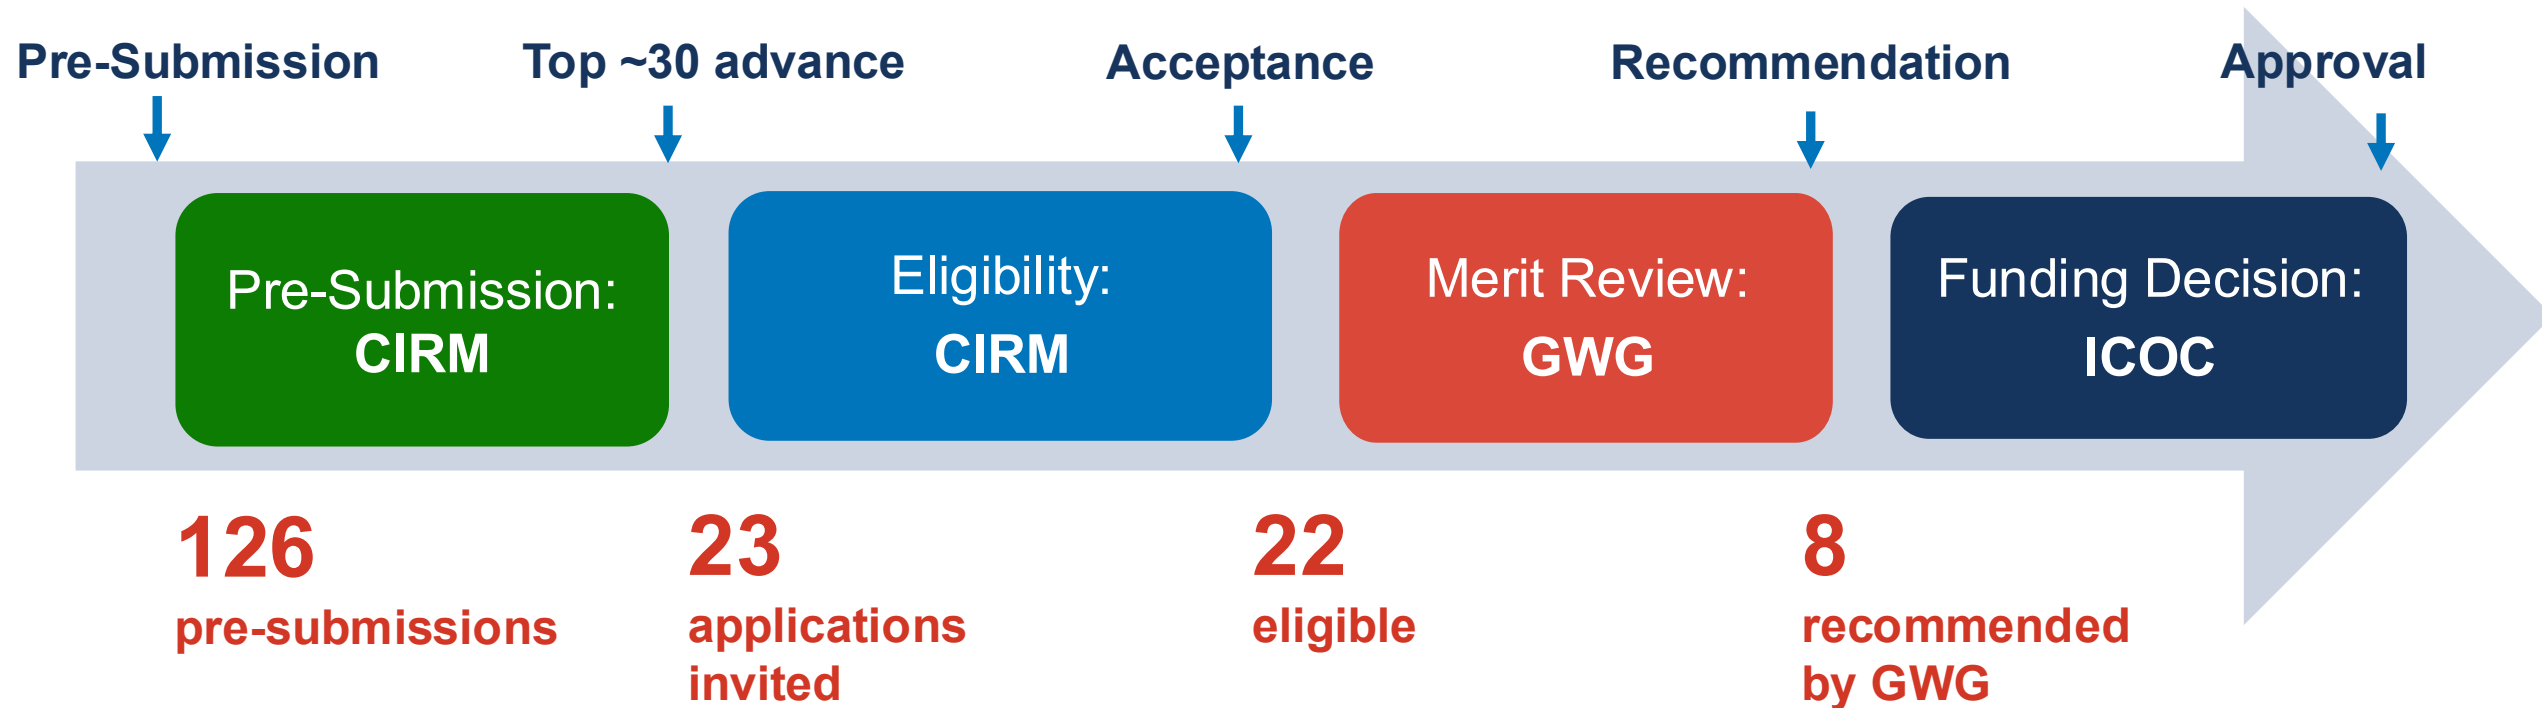 Pre-Submission
Top ~30 advance
Acceptance
Recommendation
Approval
Pre-Submission:
CIRM
Eligibility:
CIRM
Merit Review:
GWG
Funding Decision:
ICOC
126
pre-submissions
23
applications
invited
22
eligible
8
recommended
by GWG